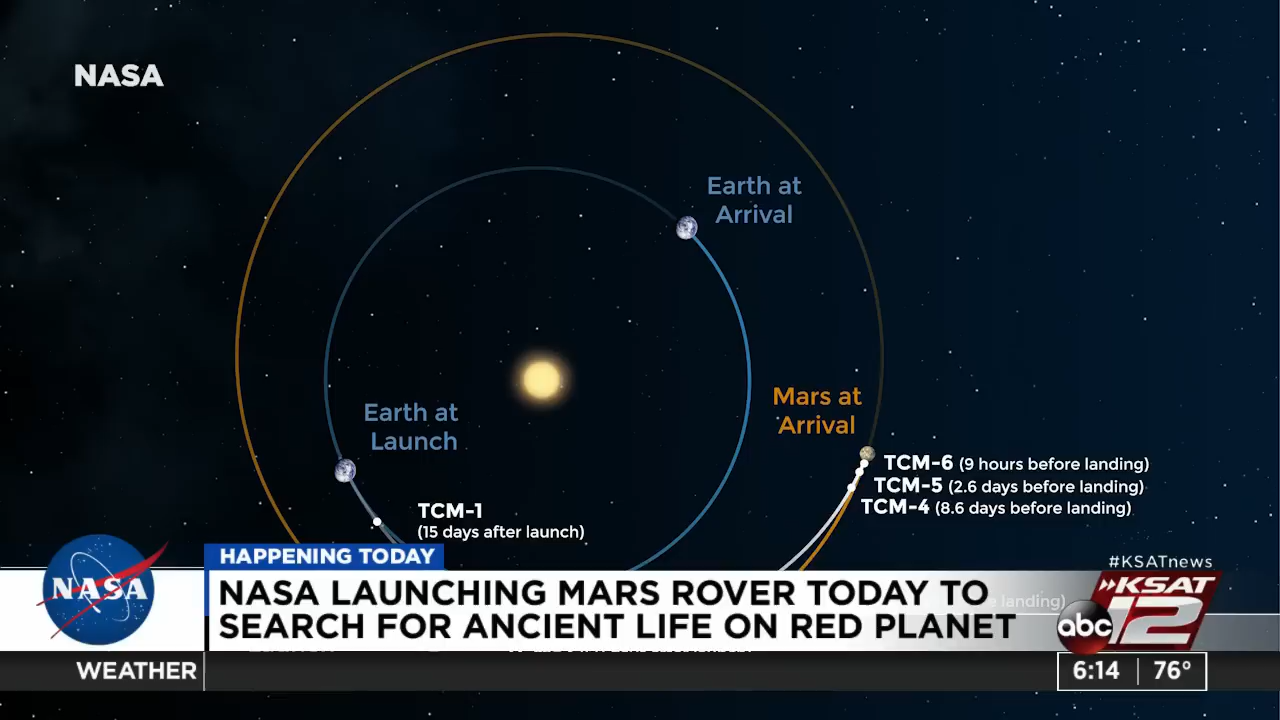 NASA
Earth at
Arrival
Earth at
Launch
Mars at
Arrival
TCM-6 (9 hours before landing)
TCM-5 (2.6 days before landing)
TCM-4 (8.6 days before landing)
TCM-1
(15 days after launch)
HAPPENING TODAY
#KSATnews
NASA
NASA LAUNCHING MARS ROVER TODAY TO
landing)
SEARCH FOR ANCIENT LIFE ON RED PLANET
KSAT
abc 12
WEATHER
6:14 76°